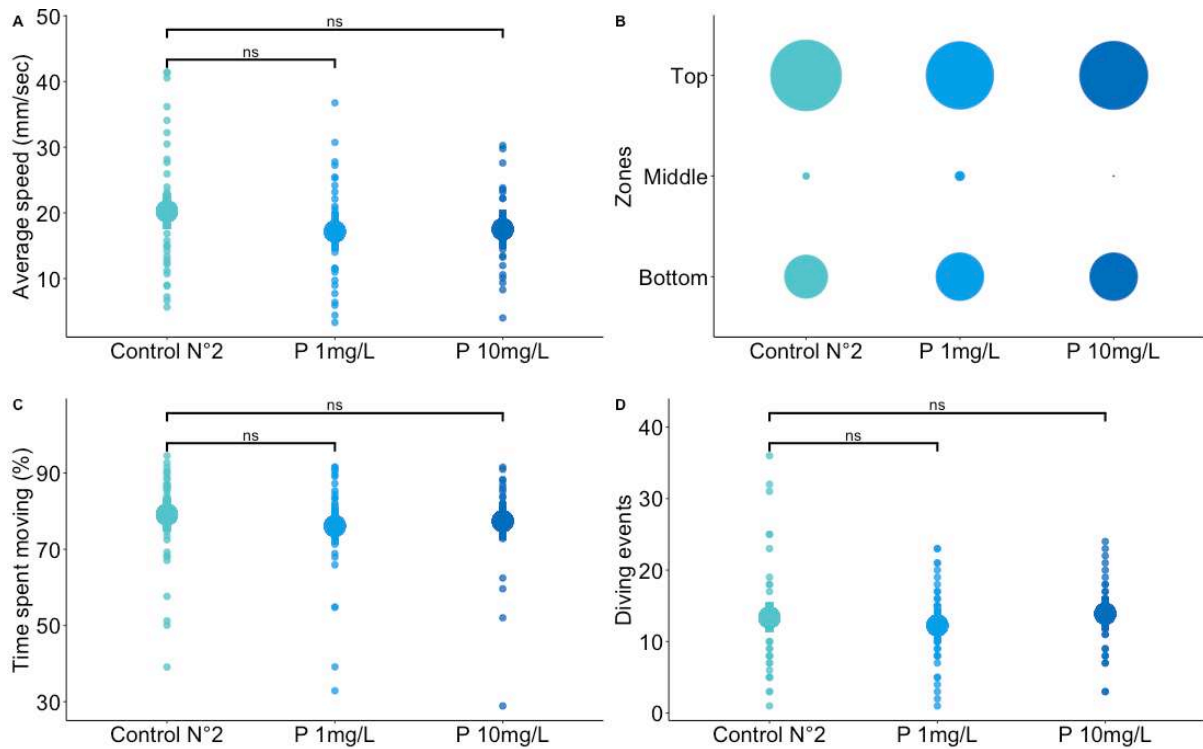 A
Average speed (mm/sec)
50
40
30
20
10
ns
ns
Control N°2 P 1mg/L P 10mg/L
B
Zones
Top
Middle
Bottom
Control N°2 P 1mg/L P 10mg/L
C
Time spent moving (%)
90
70
50
30
ns
ns
Control N°2 P 1mg/L P 10mg/L
D
Diving events
40
30
20
10
0
ns
ns
Control N°2 P 1mg/L P 10mg/L